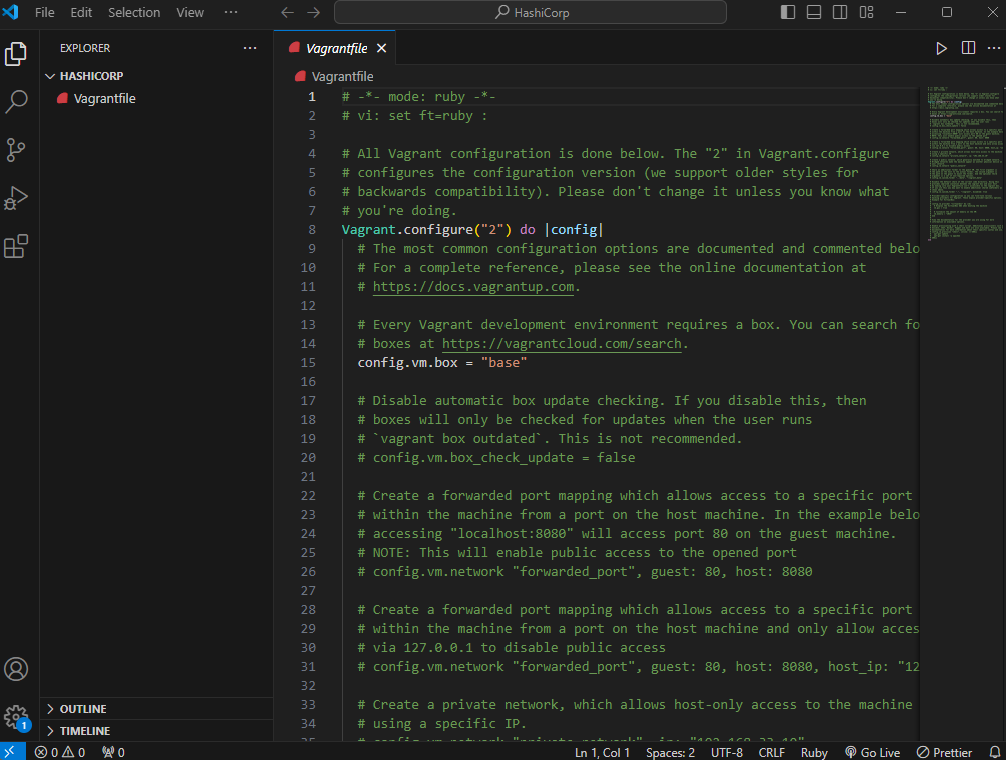 File Edit Selection View ··· HashiCorp
EXPLORER ···
HASHICORP
Vagrantfile
OUTLINE
TIMELINE
Vagrantfile
Vagrantfile
1 # -*- mode: ruby -*-
2 # vi: set ft=ruby :
3
4 # All Vagrant configuration is done below. The "2" in Vagrant.configure
5 # configures the configuration version (we support older styles for
6 # backwards compatibility). Please don't change it unless you know what
7 # you're doing.
8 Vagrant.configure("2") do |config|
9 # The most common configuration options are documented and commented belo
10 # For a complete reference, please see the online documentation at
11 # https://docs.vagrantup.com.
12
13 # Every Vagrant development environment requires a box. You can search fo
14 # boxes at https://vagrantcloud.com/search.
15 config.vm.box = "base"
16
17 # Disable automatic box update checking. If you disable this, then
18 # boxes will only be checked for updates when the user runs
19 # `vagrant box outdated`. This is not recommended.
20 # config.vm.box_check_update = false
21
22 # Create a forwarded port mapping which allows access to a specific port
23 # within the machine from a port on the host machine. In the example belo
24 # accessing "localhost:8080" will access port 80 on the guest machine.
25 # NOTE: This will enable public access to the opened port
26 # config.vm.network "forwarded_port", guest: 80, host: 8080
27
28 # Create a forwarded port mapping which allows access to a specific port
29 # within the machine from a port on the host machine and only allow acces
30 # via 127.0.0.1 to disable public access
31 # config.vm.network "forwarded_port", guest: 80, host: 8080, host_ip: "12
32
33 # Create a private network, which allows host-only access to the machine
34 # using a specific IP.
35 # config.vm.network "private_network", ip: "192.168.33.10"
1
0 0 0 Ln 1, Col 1 Spaces: 2 UTF-8 CRLF Ruby Go Live Prettier